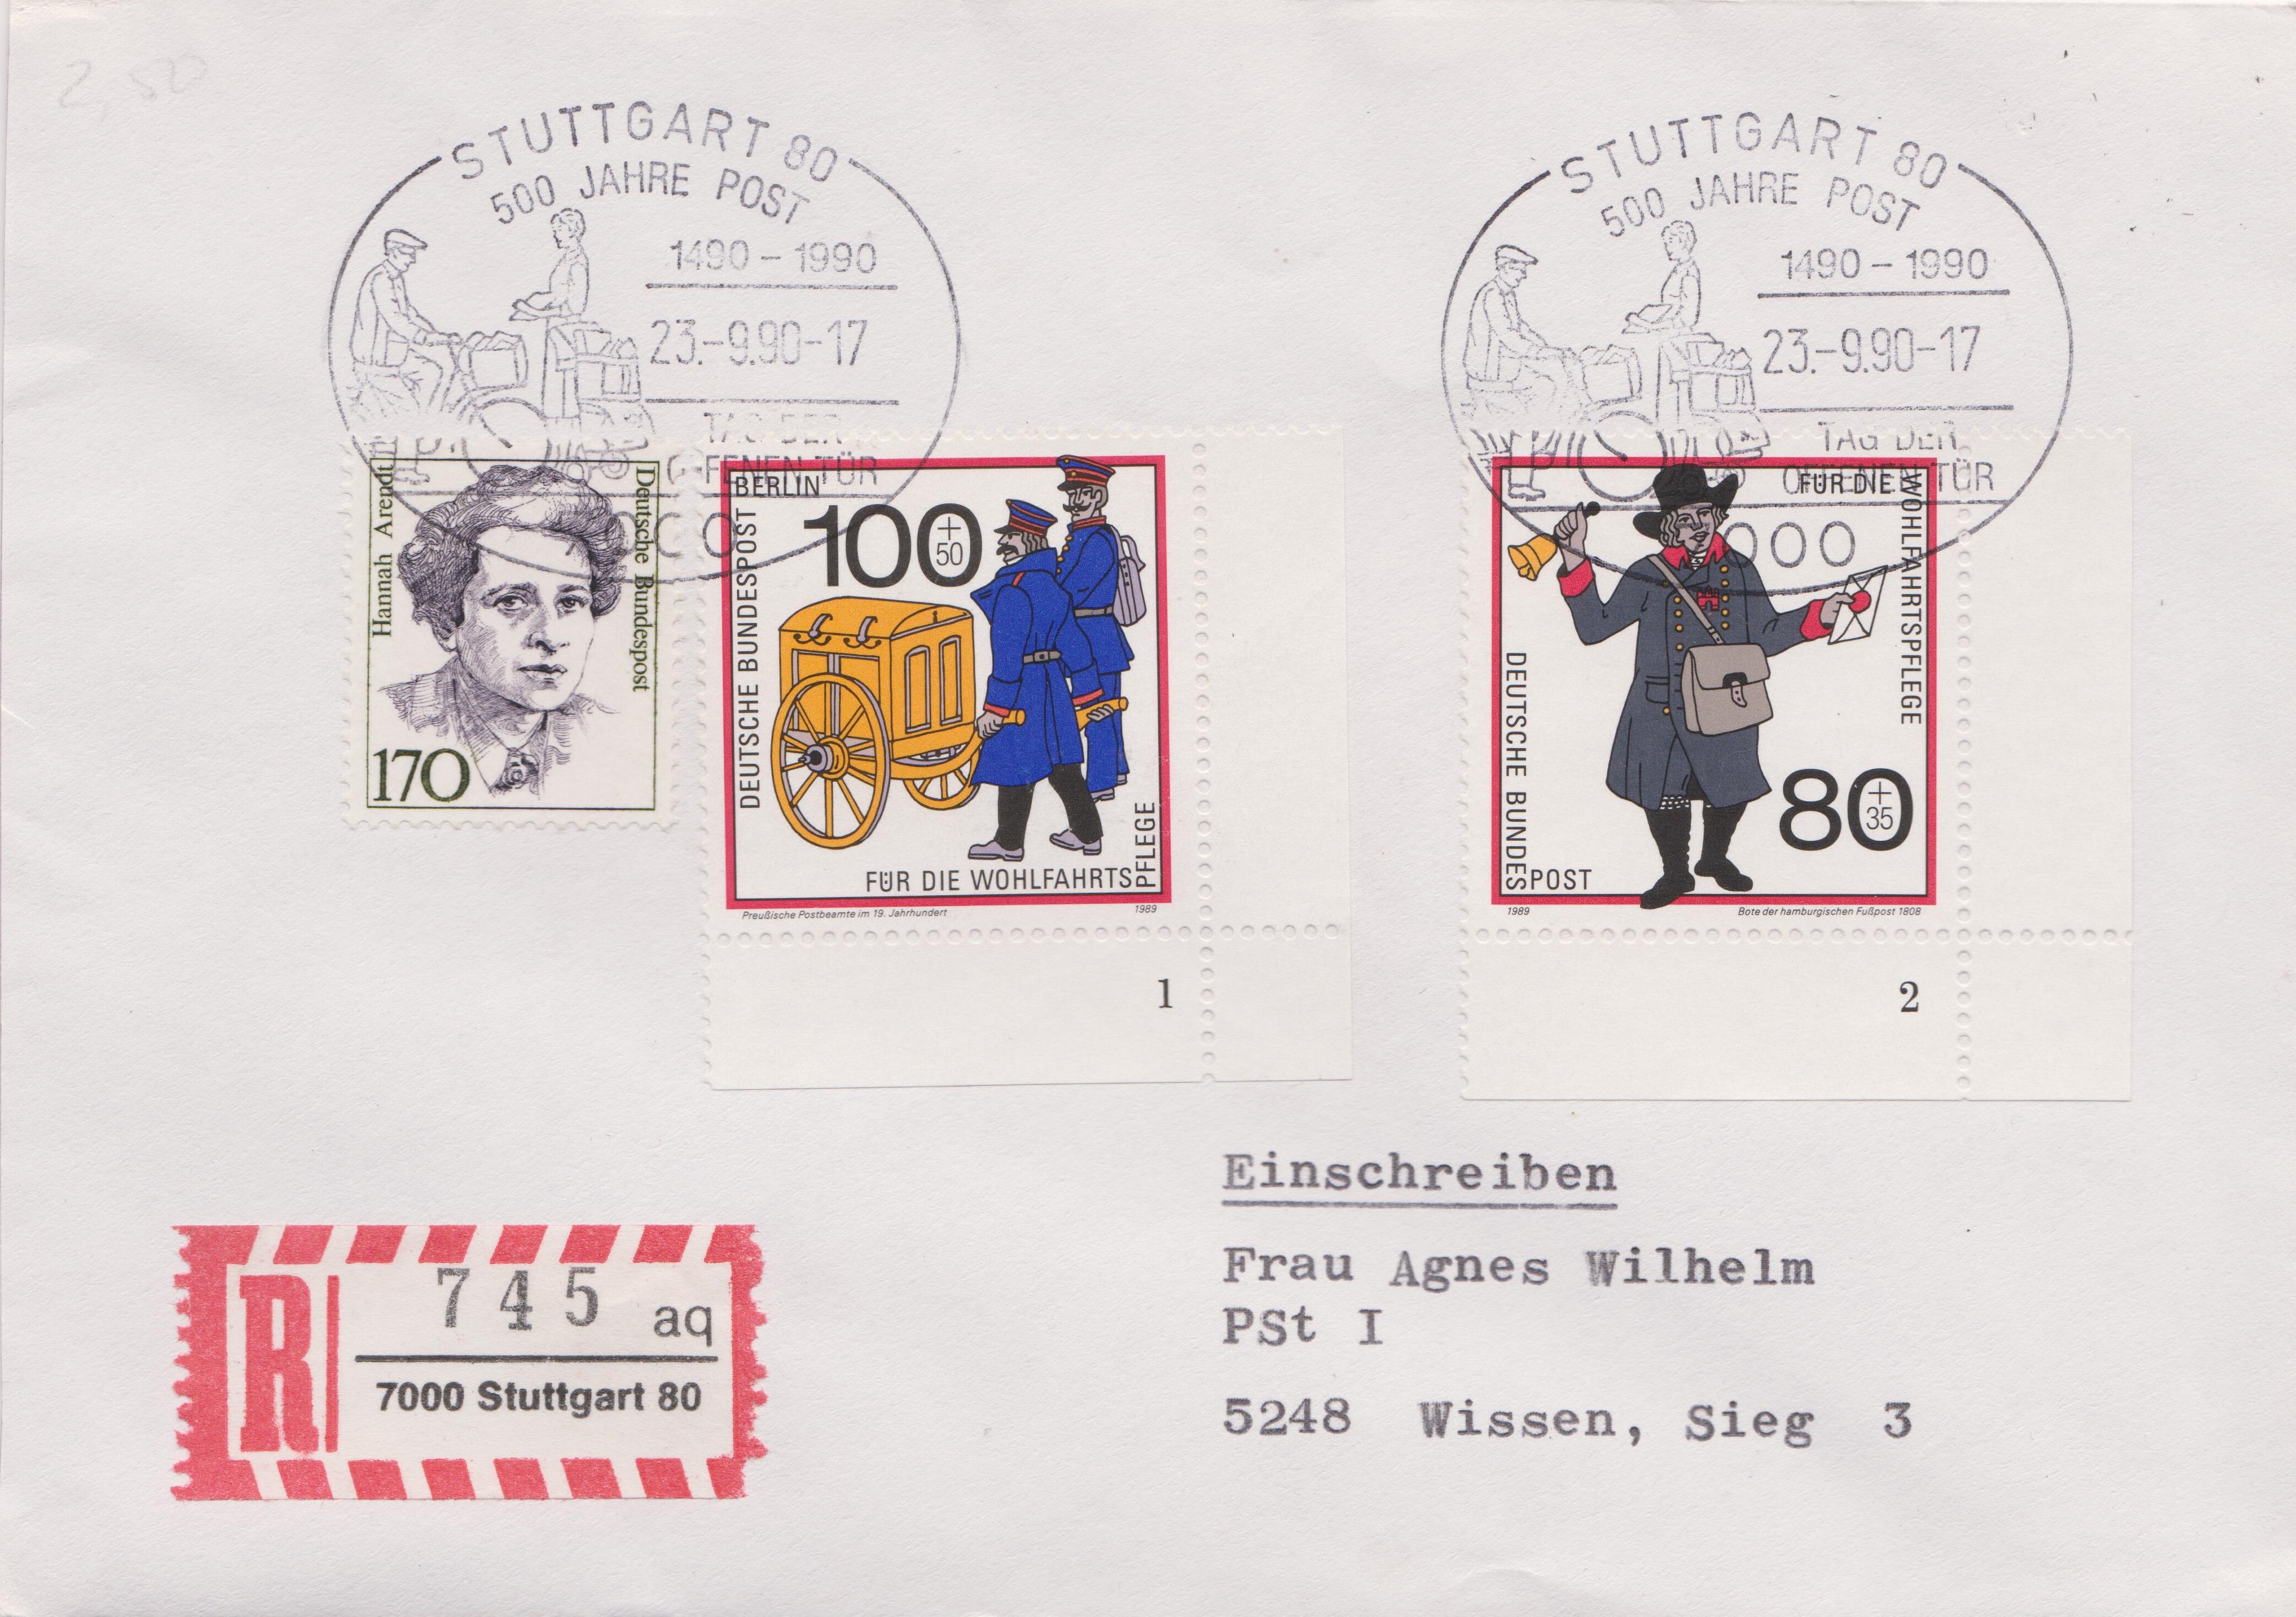 2,50
STUTTGART 80
500 JAHRE POST
1490 – 1990
23.-9.90-17
TAG DER
OFFENEN TÜR
7000
STUTTGART 80
500 JAHRE POST
1490 – 1990
23.-9.90-17
TAG DER
OFFENEN TÜR
000
Hannah Arendt
Deutsche Bundespost
170
DEUTSCHE BUNDESPOST BERLIN
100 + 50
FÜR DIE WOHLFAHRTSPFLEGE
Preußische Postbeamte im 19. Jahrhundert 1989
1
FÜR DIE WOHLFAHRTSPFLEGE
DEUTSCHE BUNDESPOST
80 + 35
1989 Bote der hamburgischen Fußpost 1808
2
Einschreiben
Frau Agnes Wilhelm
PSt I
5248 Wissen, Sieg 3
R 745 aq
7000 Stuttgart 80